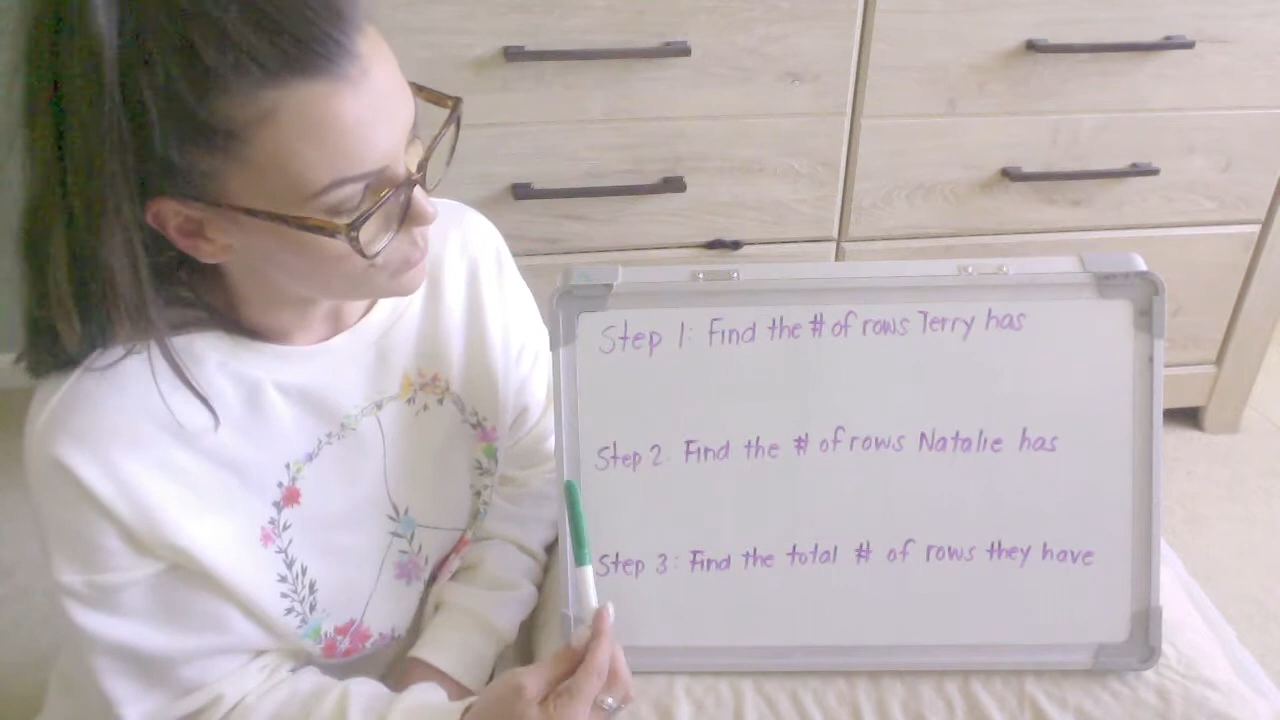 Step 1: Find the # of rows Terry has
Step 2. Find the # of rows Natalie has
Step 3: Find the total # of rows they have